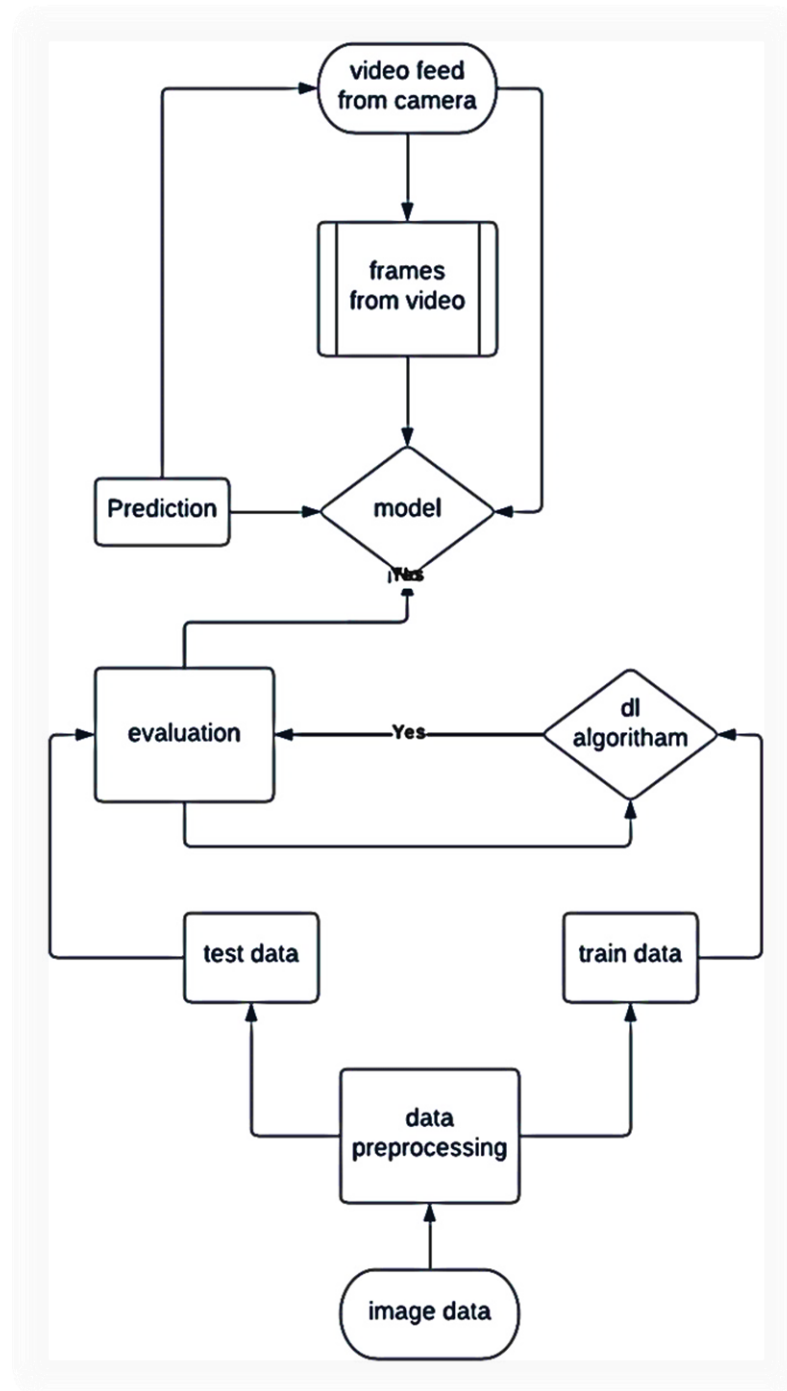 video feed
from camera
frames
from video
Prediction
model
evaluation
Yes
dl
algoritham
test data
train data
data
preprocessing
image data